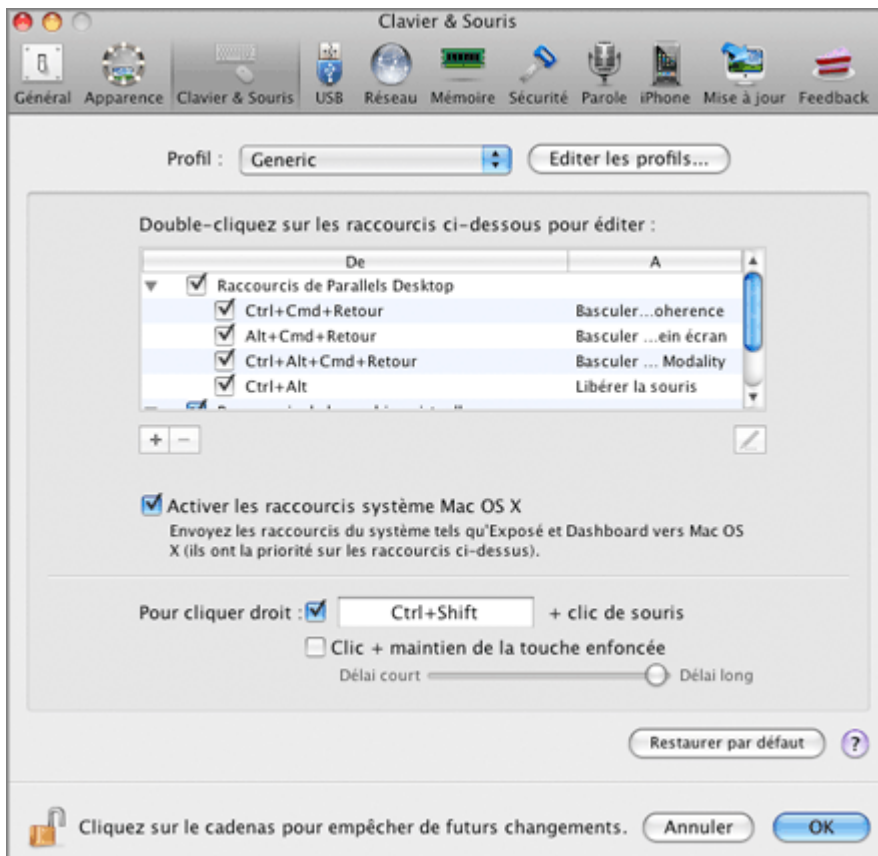 Clavier & Souris
Général Apparence Clavier & Souris USB Réseau Mémoire Sécurité Parole iPhone Mise à jour Feedback
Profil : Generic Editer les profils...
Double-cliquez sur les raccourcis ci-dessous pour éditer :
De A
Raccourcis de Parallels Desktop
Ctrl+Cmd+Retour Basculer...oherence
Alt+Cmd+Retour Basculer ...ein écran
Ctrl+Alt+Cmd+Retour Basculer ... Modality
Ctrl+Alt Libérer la souris
Activer les raccourcis système Mac OS X
Envoyez les raccourcis du système tels qu'Exposé et Dashboard vers Mac OS
X (ils ont la priorité sur les raccourcis ci-dessus).
Pour cliquer droit : Ctrl+Shift + clic de souris
Clic + maintien de la touche enfoncée
Délai court Délai long
Restaurer par défaut ?
Cliquez sur le cadenas pour empêcher de futurs changements. Annuler OK